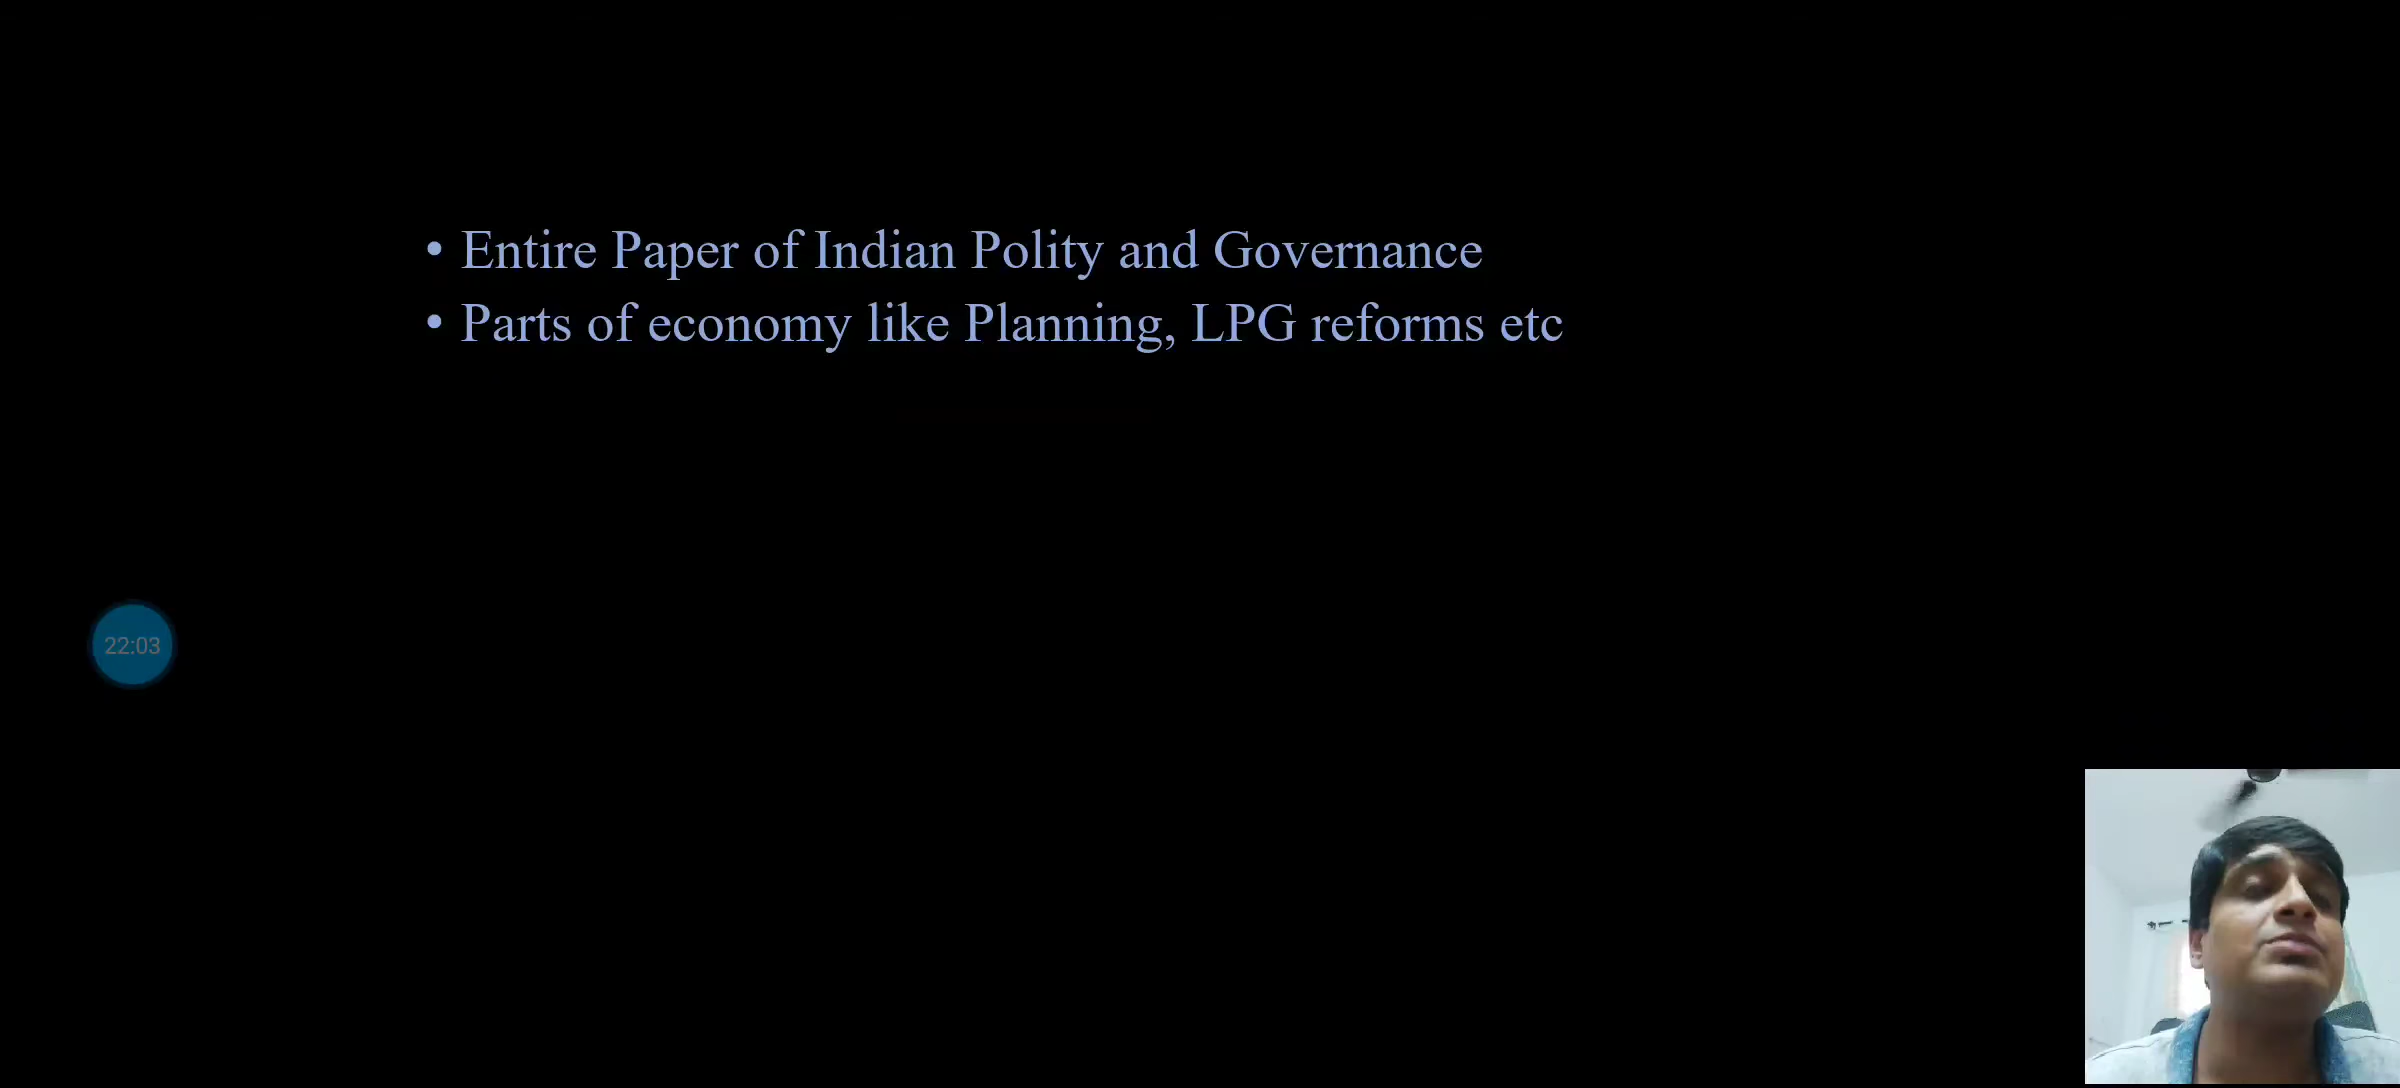 • Entire Paper of Indian Polity and Governance
• Parts of economy like Planning, LPG reforms etc
22:03